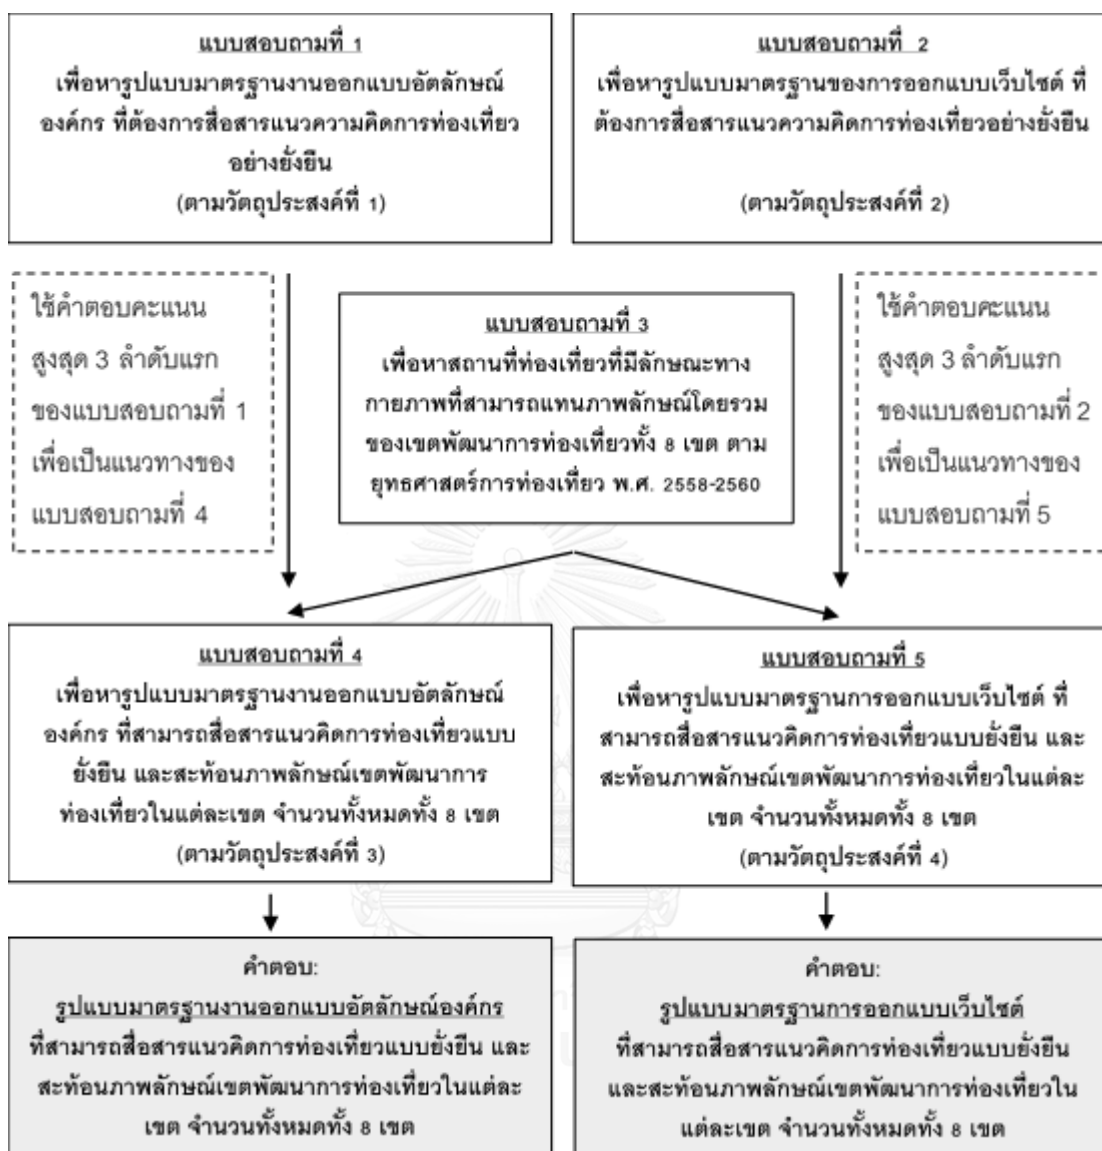 แบบสอบถามที่ 1
เพื่อหารูปแบบมาตรฐานงานออกแบบอัตลักษณ์
องค์กร ที่ต้องการสื่อสารแนวความคิดการท่องเที่ยว
อย่างยั่งยืน
(ตามวัตถุประสงค์ที่ 1)
แบบสอบถามที่ 2
เพื่อหารูปแบบมาตรฐานของการออกแบบเว็บไซต์ ที่
ต้องการสื่อสารแนวความคิดการท่องเที่ยวอย่างยั่งยืน
(ตามวัตถุประสงค์ที่ 2)
ใช้คำตอบคะแนน
สูงสุด 3 ลำดับแรก
ของแบบสอบถามที่ 1
เพื่อเป็นแนวทางของ
แบบสอบถามที่ 4
แบบสอบถามที่ 3
เพื่อหาสถานที่ท่องเที่ยวที่มีลักษณะทาง
กายภาพที่สามารถแทนภาพลักษณ์โดยรวม
ของเขตพัฒนาการท่องเที่ยวทั้ง 8 เขต ตาม
ยุทธศาสตร์การท่องเที่ยว พ.ศ. 2558-2560
ใช้คำตอบคะแนน
สูงสุด 3 ลำดับแรก
ของแบบสอบถามที่ 2
เพื่อเป็นแนวทางของ
แบบสอบถามที่ 5
แบบสอบถามที่ 4
เพื่อหารูปแบบมาตรฐานงานออกแบบอัตลักษณ์
องค์กร ที่สามารถสื่อสารแนวคิดการท่องเที่ยวแบบ
ยั่งยืน และสะท้อนภาพลักษณ์เขตพัฒนาการ
ท่องเที่ยวในแต่ละเขต จำนวนทั้งหมดทั้ง 8 เขต
(ตามวัตถุประสงค์ที่ 3)
แบบสอบถามที่ 5
เพื่อหารูปแบบมาตรฐานการออกแบบเว็บไซต์ ที่
สามารถสื่อสารแนวคิดการท่องเที่ยวแบบยั่งยืน และ
สะท้อนภาพลักษณ์เขตพัฒนาการท่องเที่ยวในแต่ละ
เขต จำนวนทั้งหมดทั้ง 8 เขต
(ตามวัตถุประสงค์ที่ 4)
คำตอบ:
รูปแบบมาตรฐานงานออกแบบอัตลักษณ์องค์กร
ที่สามารถสื่อสารแนวคิดการท่องเที่ยวแบบยั่งยืน และ
สะท้อนภาพลักษณ์เขตพัฒนาการท่องเที่ยวในแต่ละ
เขต จำนวนทั้งหมดทั้ง 8 เขต
คำตอบ:
รูปแบบมาตรฐานการออกแบบเว็บไซต์
ที่สามารถสื่อสารแนวคิดการท่องเที่ยวแบบยั่งยืน
และสะท้อนภาพลักษณ์เขตพัฒนาการท่องเที่ยวใน
แต่ละเขต จำนวนทั้งหมดทั้ง 8 เขต